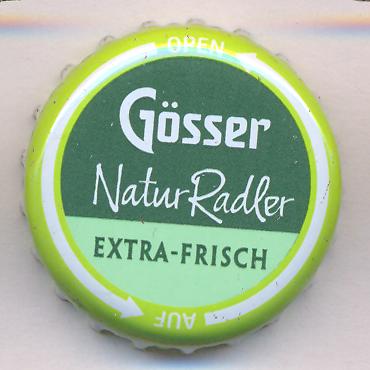 OPEN
Gösser
NaturRadler
EXTRA-FRISCH
AUF